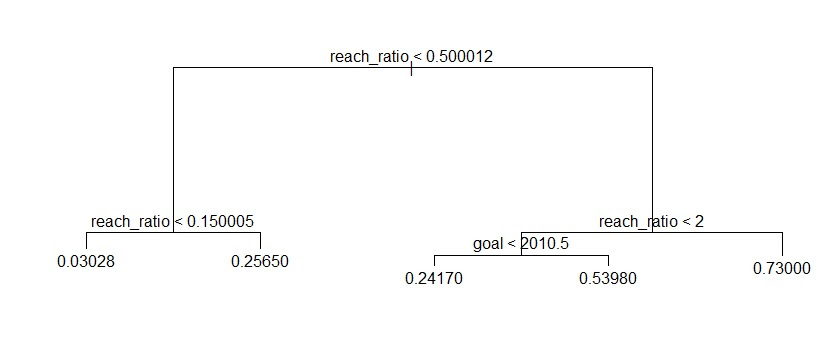 reach_ratio < 0.500012
reach_ratio < 0.150005
reach_ratio < 2
goal < 2010.5
0.03028
0.25650
0.24170
0.53980
0.73000